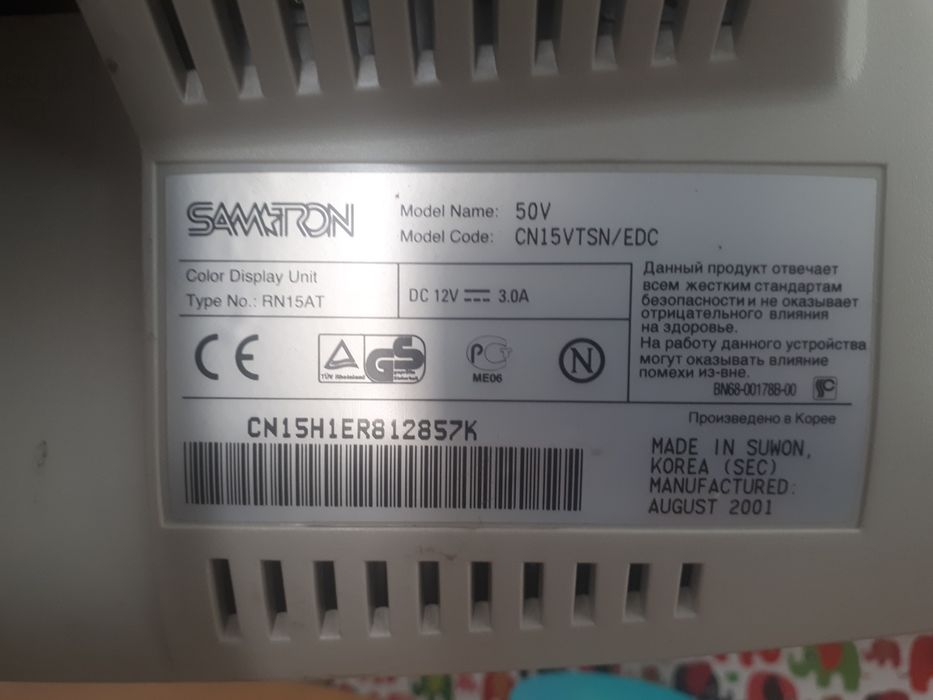 SAMTRON
Model Name: 50V
Model Code: CN15VTSN/EDC
Color Display Unit
Type No.: RN15AT
DC 12V ⎓ 3.0A
Данный продукт отвечает
всем жестким стандартам
безопасности и не оказывает
отрицательного влияния
на здоровье.
На работу данного устройства
могут оказывать влияние
помехи из-вне.
BN68-00178B-00
CE
TÜV Rheinland
GS
ME06
N
CN15H1ER812857K
Произведено в Корее
MADE IN SUWON,
KOREA (SEC)
MANUFACTURED:
AUGUST 2001